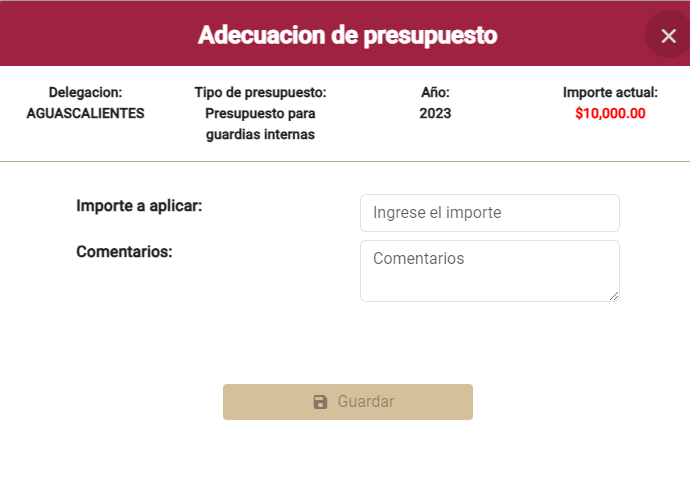 Adecuacion de presupuesto
Delegacion:
AGUASCALIENTES
Tipo de presupuesto:
Presupuesto para
guardias internas
Año:
2023
Importe actual:
$10,000.00
Importe a aplicar:
Ingrese el importe
Comentarios:
Comentarios
Guardar